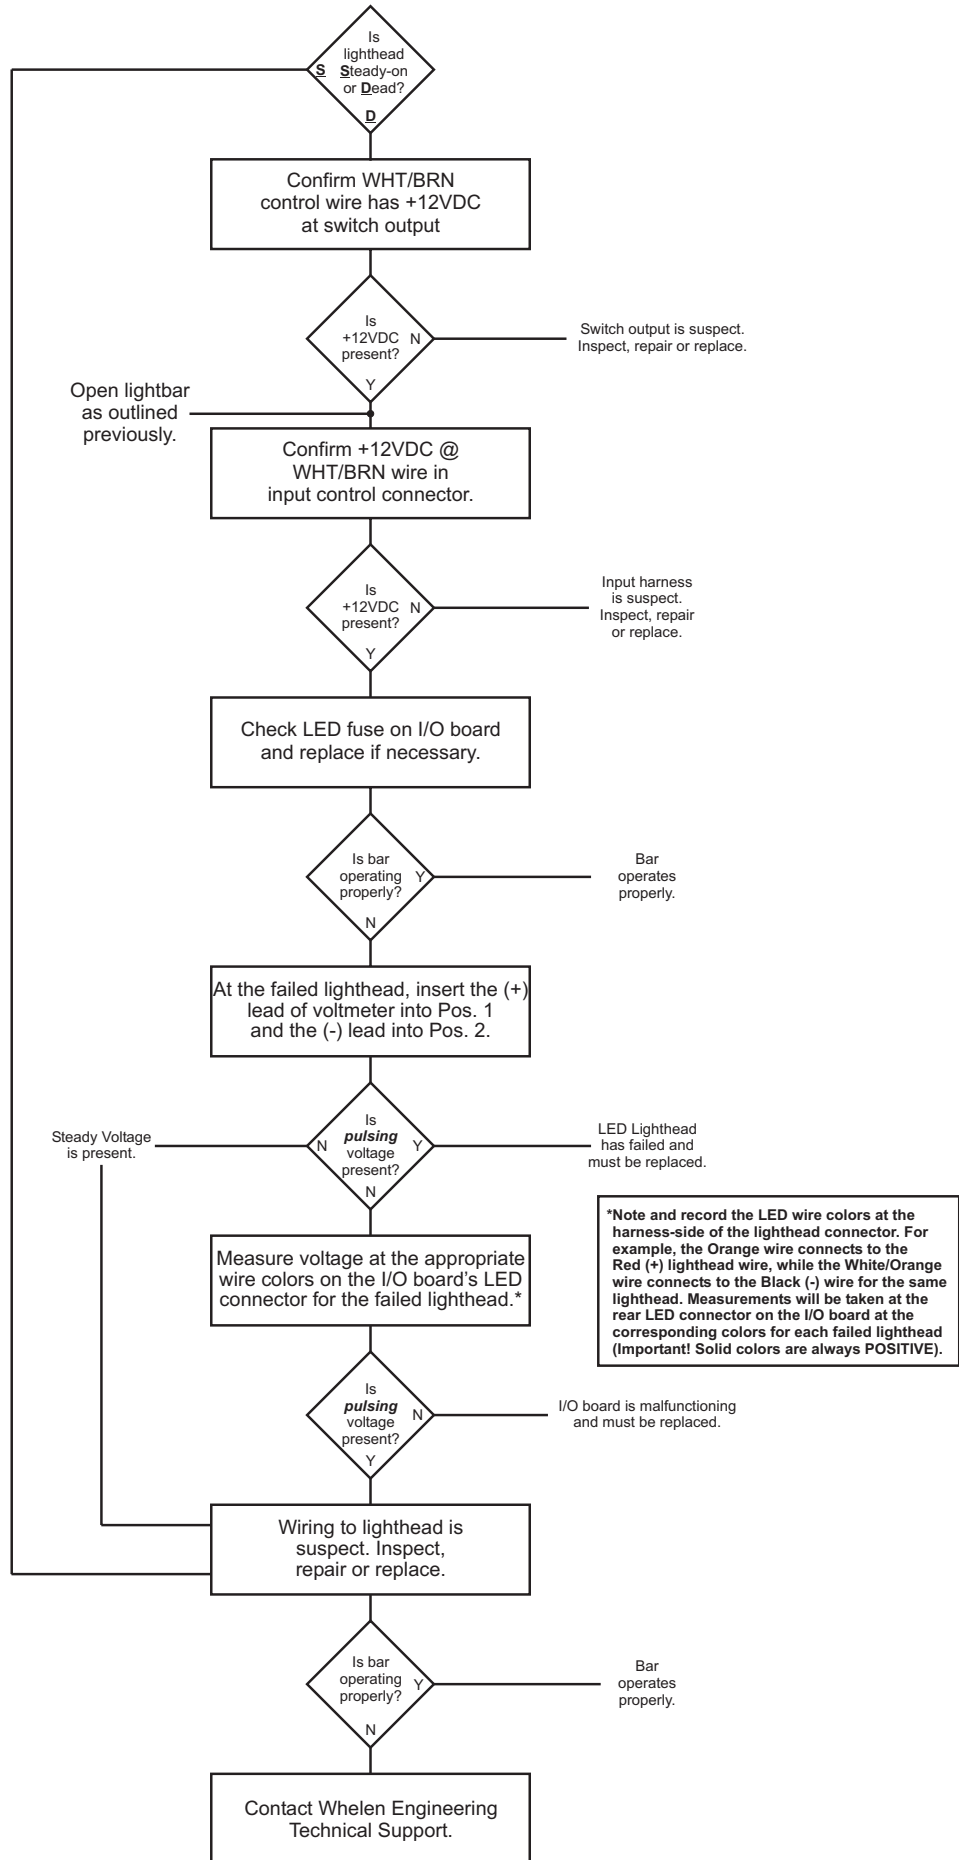 Is
lighthead
S Steady-on
or Dead?
D
Confirm WHT/BRN
control wire has +12VDC
at switch output
Is
+12VDC N
present?
Y
Switch output is suspect.
Inspect, repair or replace.
Open lightbar
as outlined
previously.
Confirm +12VDC @
WHT/BRN wire in
input control connector.
Is
+12VDC N
present?
Y
Input harness
is suspect.
Inspect, repair
or replace.
Check LED fuse on I/O board
and replace if necessary.
Is bar
operating Y
properly?
N
Bar
operates
properly.
At the failed lighthead, insert the (+)
lead of voltmeter into Pos. 1
and the (-) lead into Pos. 2.
Steady Voltage
is present.
Is
N pulsing Y
voltage
present?
N
LED Lighthead
has failed and
must be replaced.
*Note and record the LED wire colors at the
harness-side of the lighthead connector. For
example, the Orange wire connects to the
Red (+) lighthead wire, while the White/Orange
wire connects to the Black (-) wire for the same
lighthead. Measurements will be taken at the
rear LED connector on the I/O board at the
corresponding colors for each failed lighthead
(Important! Solid colors are always POSITIVE).
Measure voltage at the appropriate
wire colors on the I/O board's LED
connector for the failed lighthead.*
Is
pulsing N
voltage
present?
Y
I/O board is malfunctioning
and must be replaced.
Wiring to lighthead is
suspect. Inspect,
repair or replace.
Is bar
operating Y
properly?
N
Bar
operates
properly.
Contact Whelen Engineering
Technical Support.